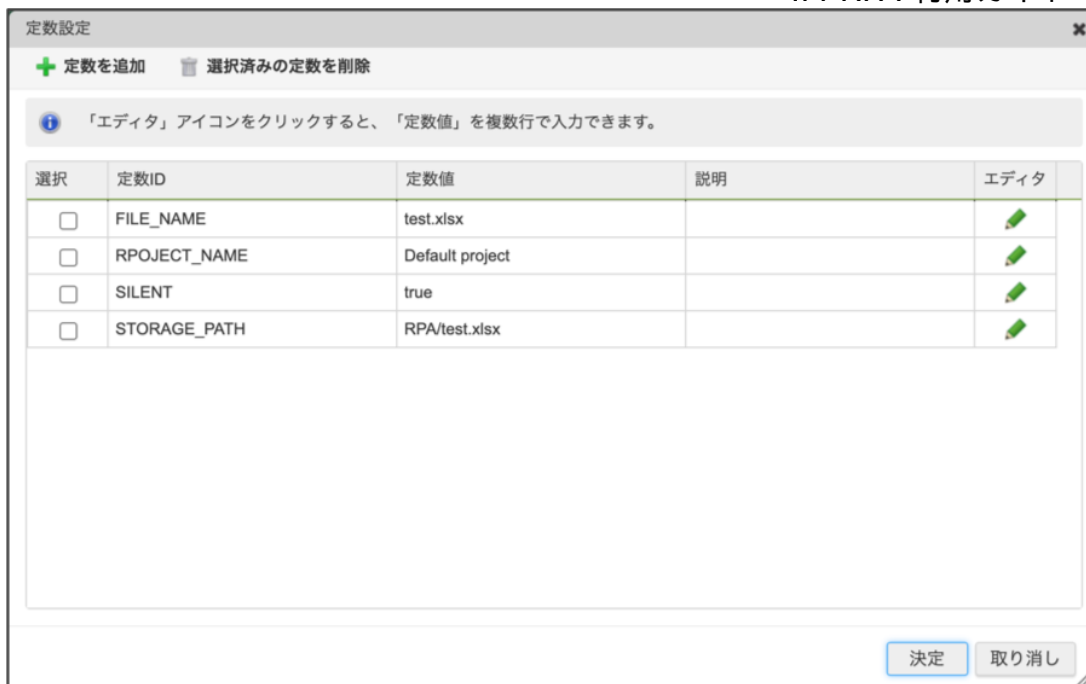 定数設定
定数を追加 選択済みの定数を削除
「エディタ」アイコンをクリックすると、「定数値」を複数行で入力できます。
選択 定数ID 定数値 説明 エディタ
FILE_NAME test.xlsx
RPOJECT_NAME Default project
SILENT true
STORAGE_PATH RPA/test.xlsx
決定 取り消し